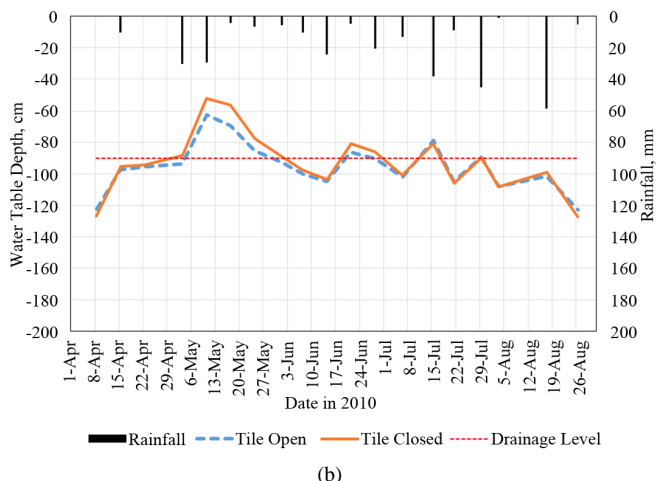 0
-20
-40
-60
-80
-100
-120
-140
-160
-180
-200
Water Table Depth, cm
0
20
40
60
80
100
120
140
160
180
200
Rainfall, mm
1-Apr
8-Apr
15-Apr
22-Apr
29-Apr
6-May
13-May
20-May
27-May
3-Jun
10-Jun
17-Jun
24-Jun
1-Jul
8-Jul
15-Jul
22-Jul
29-Jul
5-Aug
12-Aug
19-Aug
26-Aug
Date in 2010
Rainfall Tile Open Tile Closed Drainage Level
(b)